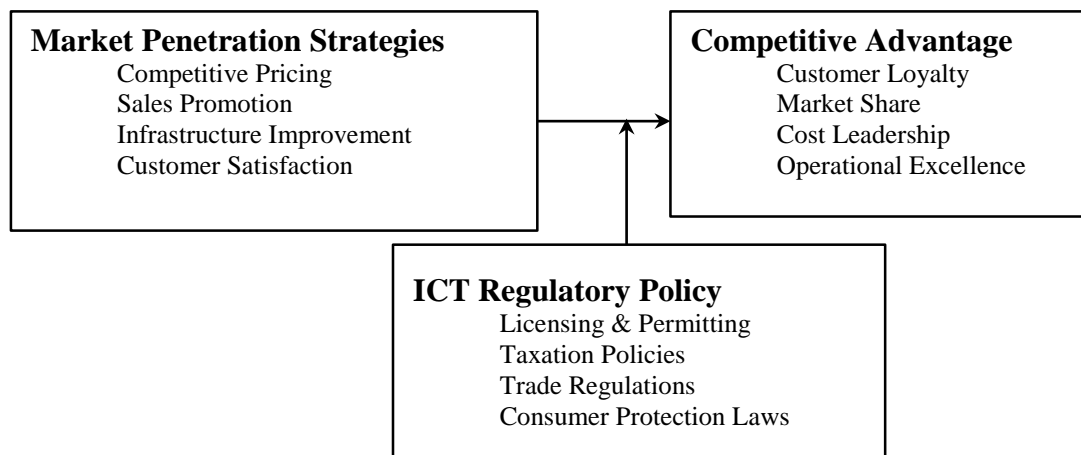 Market Penetration Strategies
Competitive Pricing
Sales Promotion
Infrastructure Improvement
Customer Satisfaction
Competitive Advantage
Customer Loyalty
Market Share
Cost Leadership
Operational Excellence
ICT Regulatory Policy
Licensing & Permitting
Taxation Policies
Trade Regulations
Consumer Protection Laws